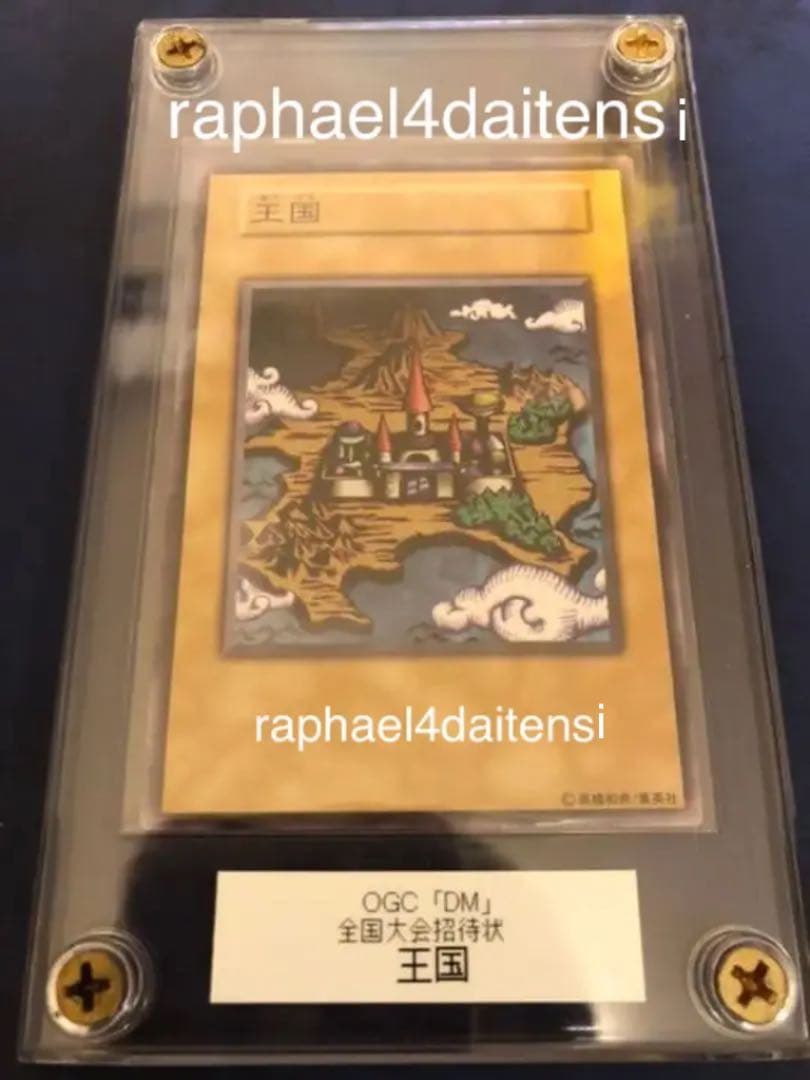 raphael4daitensi
王国
raphael4daitensi
©高橋和希/集英社
OGC「DM」
全国大会招待状
王国